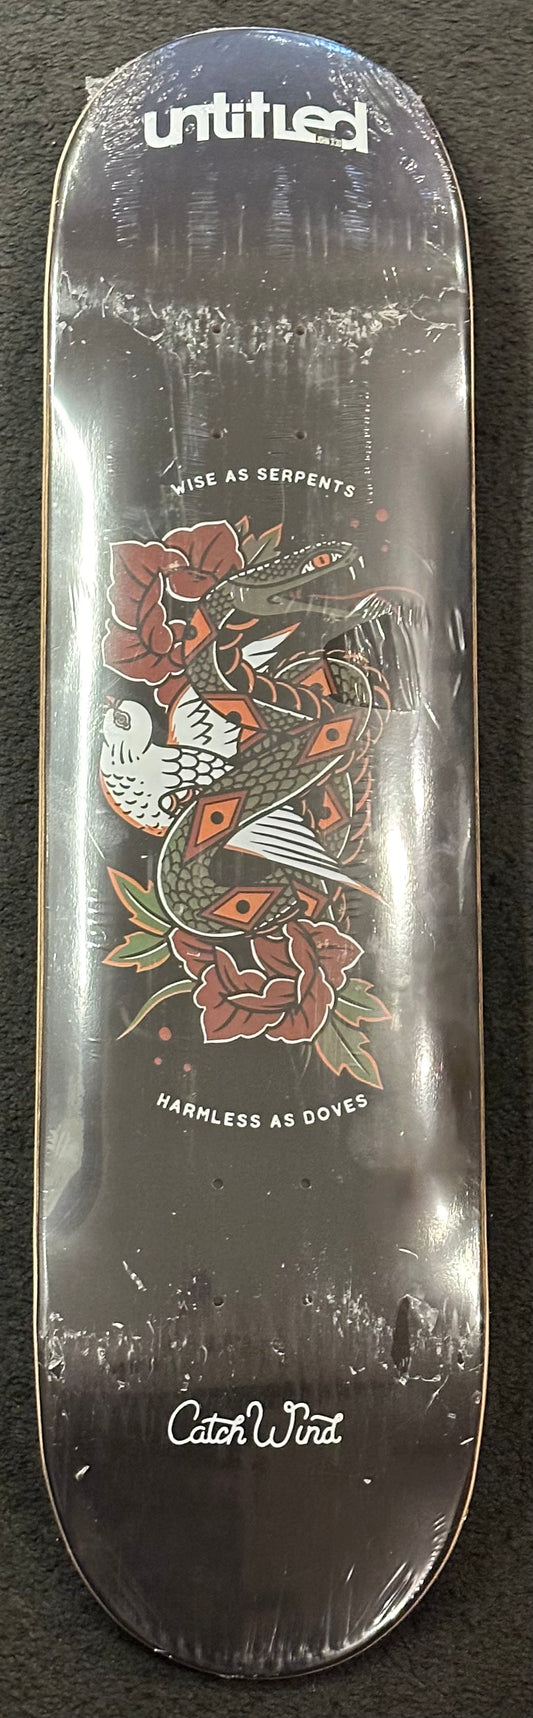 untitled
WISE AS SERPENTS
HARMLESS AS DOVES
Catch Wind